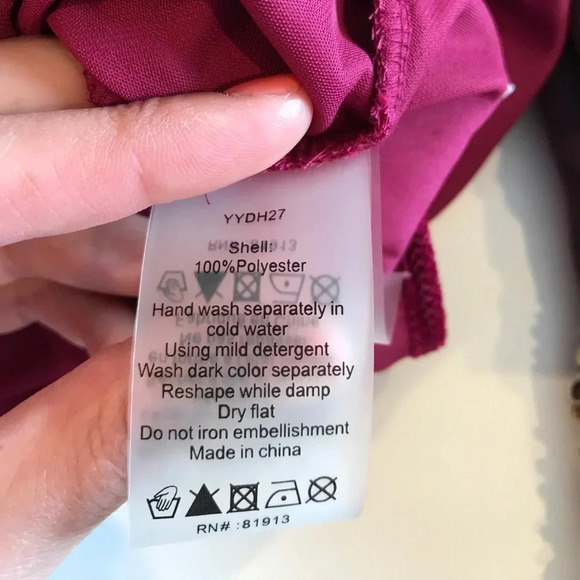 YYDH27
Shell:
100%Polyester
Hand wash separately in
cold water
Using mild detergent
Wash dark color separately
Reshape while damp
Dry flat
Do not iron embellishment
Made in china
RN# :81913